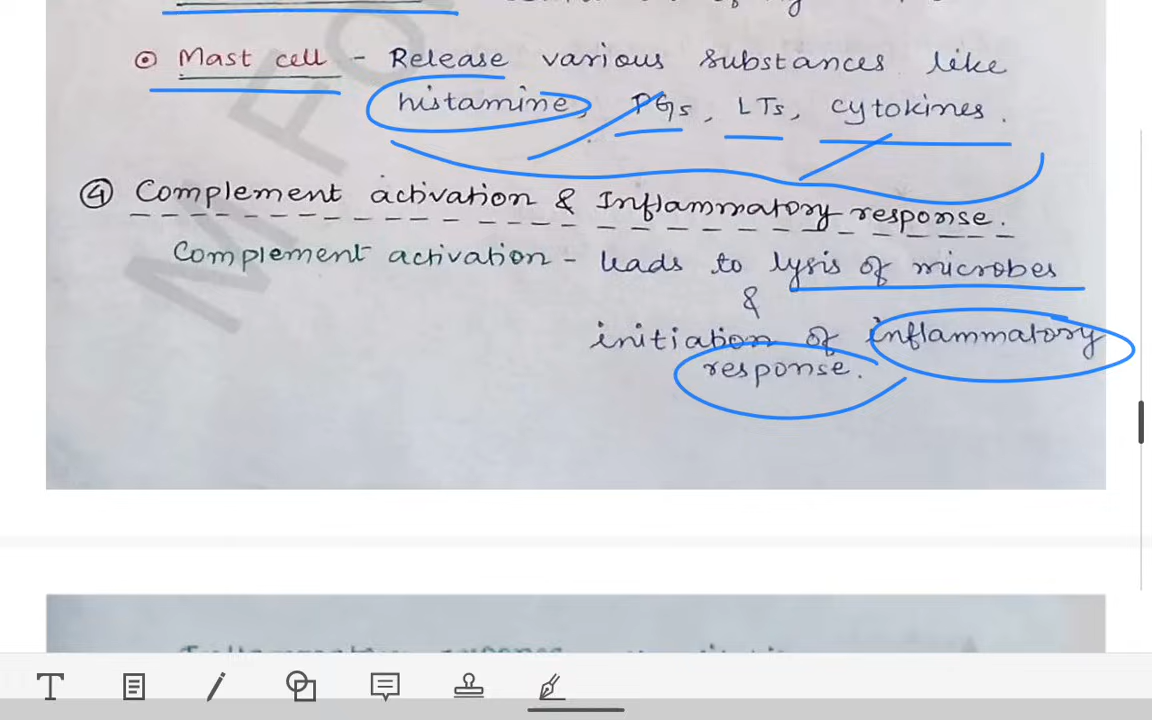 ⊙ Mast cell - Release various substances like
histamine, PGs, LTs, cytokines.
④ Complement activation & Inflammatory response.
Complement activation - leads to lysis of microbes
&
initiation of inflammatory
response.
M FO
T